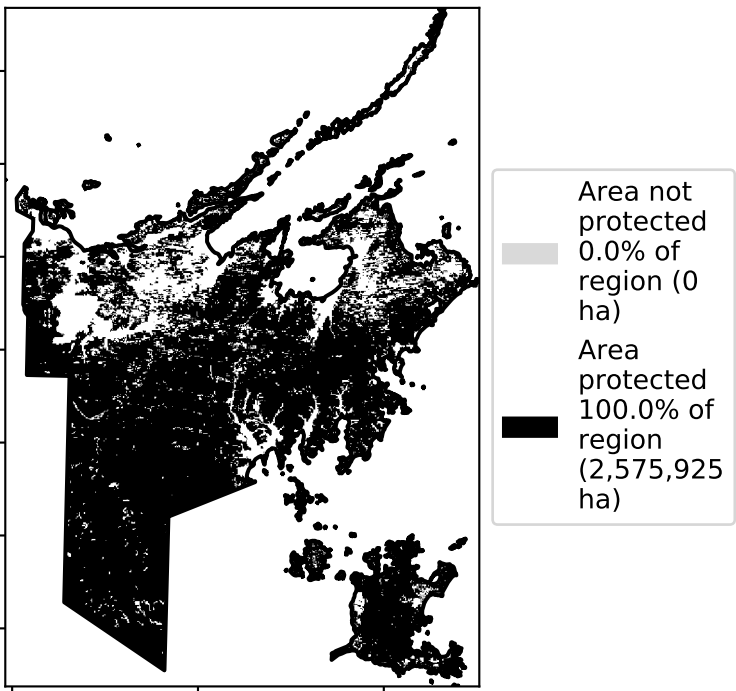 Area not
protected
0.0% of
region (0
ha)
Area
protected
100.0% of
region
(2,575,925
ha)